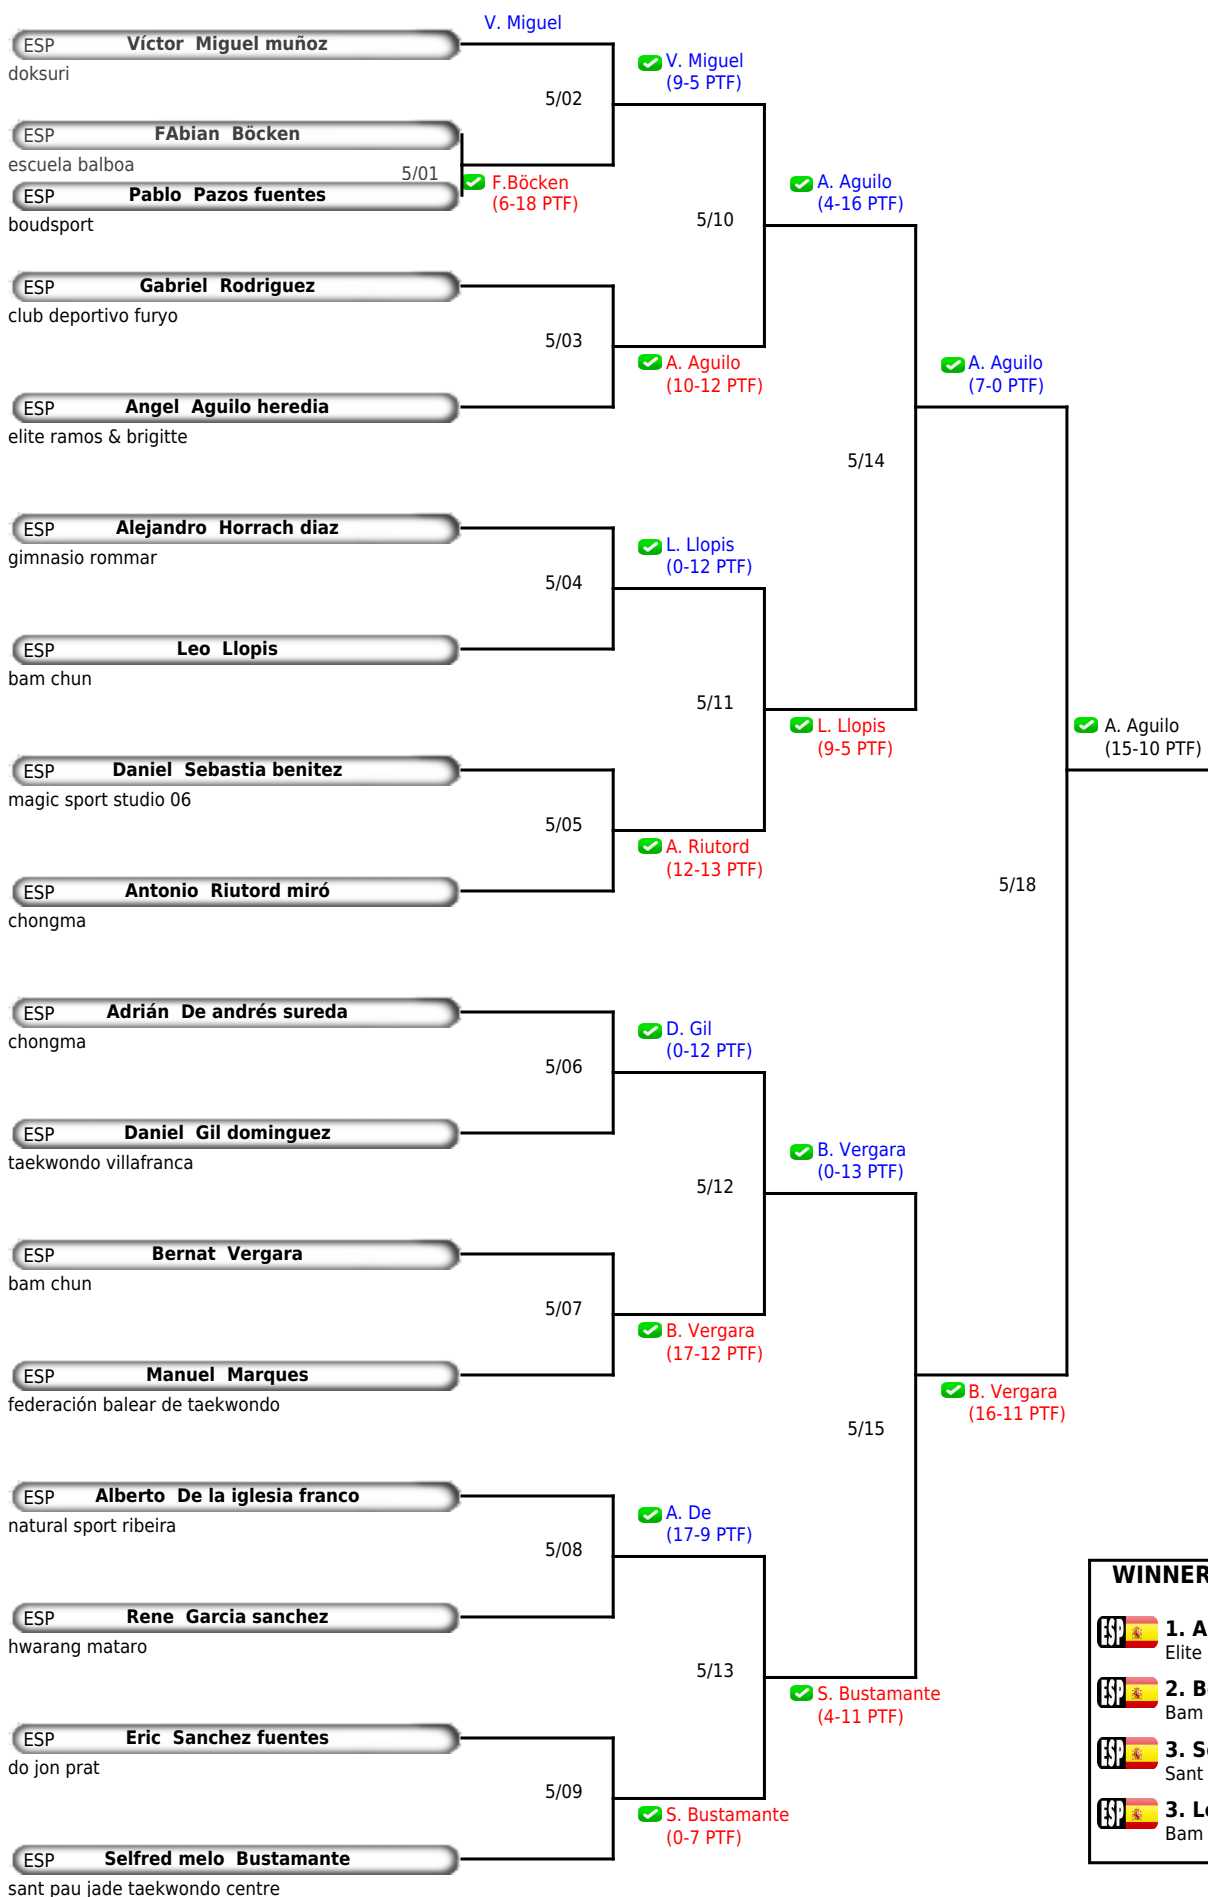 V. Miguel
ESP Víctor Miguel muñoz
doksuri
V. Miguel
(9-5 PTF)
5/02
ESP FAbian Böcken
escuela balboa
5/01
F.Böcken
(6-18 PTF)
ESP Pablo Pazos fuentes
boudsport
A. Aguilo
(4-16 PTF)
5/10
ESP Gabriel Rodriguez
club deportivo furyo
5/03
A. Aguilo
(10-12 PTF)
A. Aguilo
(7-0 PTF)
ESP Angel Aguilo heredia
elite ramos & brigitte
5/14
ESP Alejandro Horrach diaz
gimnasio rommar
L. Llopis
(0-12 PTF)
5/04
ESP Leo Llopis
bam chun
5/11
L. Llopis
(9-5 PTF)
A. Aguilo
(15-10 PTF)
ESP Daniel Sebastia benitez
magic sport studio 06
5/05
A. Riutord
(12-13 PTF)
ESP Antonio Riutord miró
chongma
5/18
ESP Adrián De andrés sureda
chongma
D. Gil
(0-12 PTF)
5/06
ESP Daniel Gil dominguez
taekwondo villafranca
B. Vergara
(0-13 PTF)
5/12
ESP Bernat Vergara
bam chun
5/07
B. Vergara
(17-12 PTF)
ESP Manuel Marques
federación balear de taekwondo
B. Vergara
(16-11 PTF)
5/15
ESP Alberto De la iglesia franco
natural sport ribeira
A. De
(17-9 PTF)
5/08
ESP Rene Garcia sanchez
hwarang mataro
5/13
S. Bustamante
(4-11 PTF)
ESP Eric Sanchez fuentes
do jon prat
5/09
S. Bustamante
(0-7 PTF)
ESP Selfred melo Bustamante
sant pau jade taekwondo centre
WINNER
ESP 1. A
Elite
ESP 2. B
Bam
ESP 3. S
Sant
ESP 3. L
Bam